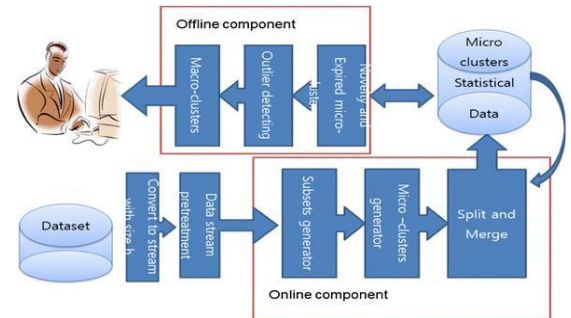 Offline component
Macro-clusters
Outlier detecting
Novelty and
Expired micro-
Micro
clusters
Statistical
Data
Dataset
Convert to stream
with size h
Data stream
pretreatment
Subsets generator
Micro -clusters
generator
Split and
Merge
Online component